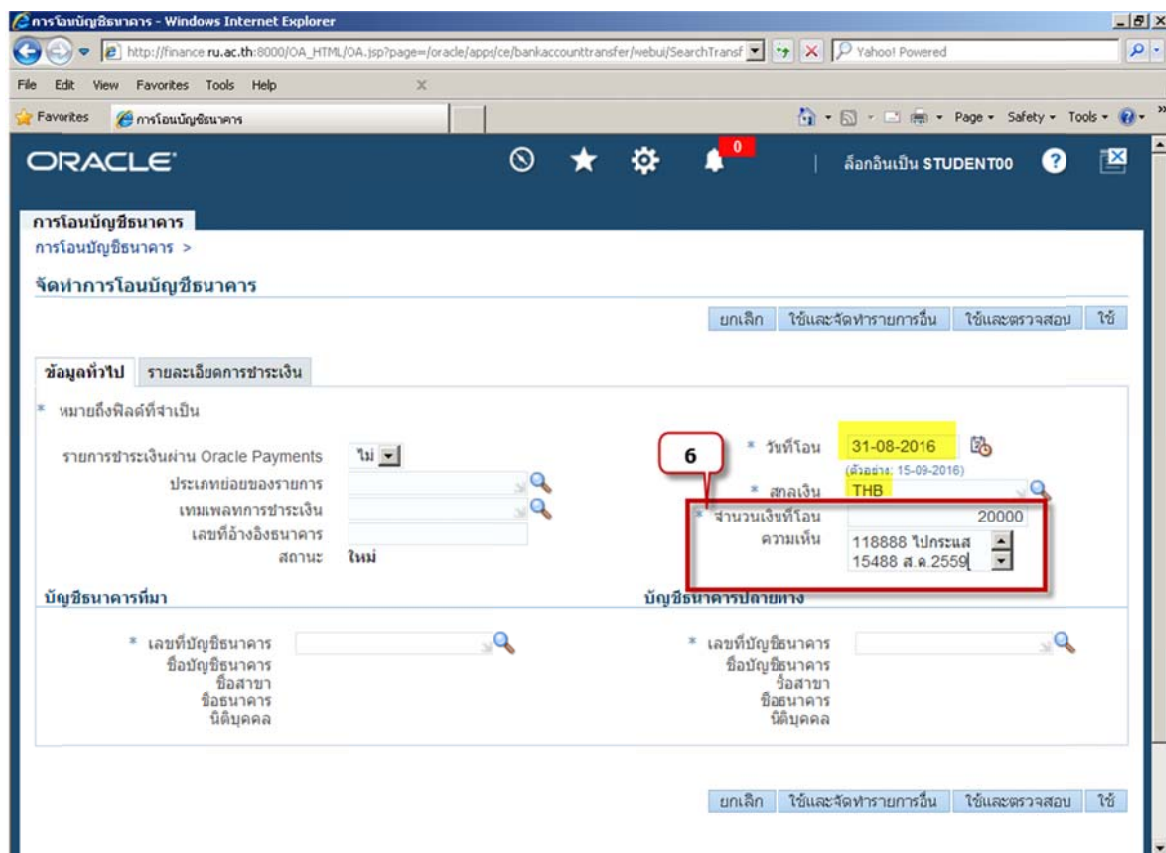 การโอนบัญชีธนาคาร - Windows Internet Explorer
http://finance.ru.ac.th:8000/OA_HTML/OA.jsp?page=/oracle/apps/ce/bankaccounttransfer/webui/SearchTransf
Yahoo! Powered
File Edit View Favorites Tools Help
Favorites การโอนบัญชีธนาคาร Page Safety Tools
ORACLE 0 ล็อกอินเป็น STUDENT00
การโอนบัญชีธนาคาร
การโอนบัญชีธนาคาร >
จัดทำการโอนบัญชีธนาคาร
ยกเลิก ใช้และจัดทำรายการอื่น ใช้และตรวจสอบ ใช้
ข้อมูลทั่วไป รายละเอียดการชำระเงิน
* หมายถึงฟิลด์ที่จำเป็น
รายการชำระเงินผ่าน Oracle Payments ไม่
ประเภทย่อยของรายการ
เทมเพลทการชำระเงิน
เลขที่อ้างอิงธนาคาร
สถานะ ใหม่
6
* วันที่โอน 31-08-2016
(ตัวอย่าง: 15-09-2016)
* สกุลเงิน THB
* จำนวนเงินที่โอน 20000
ความเห็น 118888 ไปกระแส
15488 ส.ค.2559
บัญชีธนาคารที่มา
* เลขที่บัญชีธนาคาร
ชื่อบัญชีธนาคาร
ชื่อสาขา
ชื่อธนาคาร
นิติบุคคล
บัญชีธนาคารปลายทาง
* เลขที่บัญชีธนาคาร
ชื่อบัญชีธนาคาร
ชื่อสาขา
ชื่อธนาคาร
นิติบุคคล
ยกเลิก ใช้และจัดทำรายการอื่น ใช้และตรวจสอบ ใช้